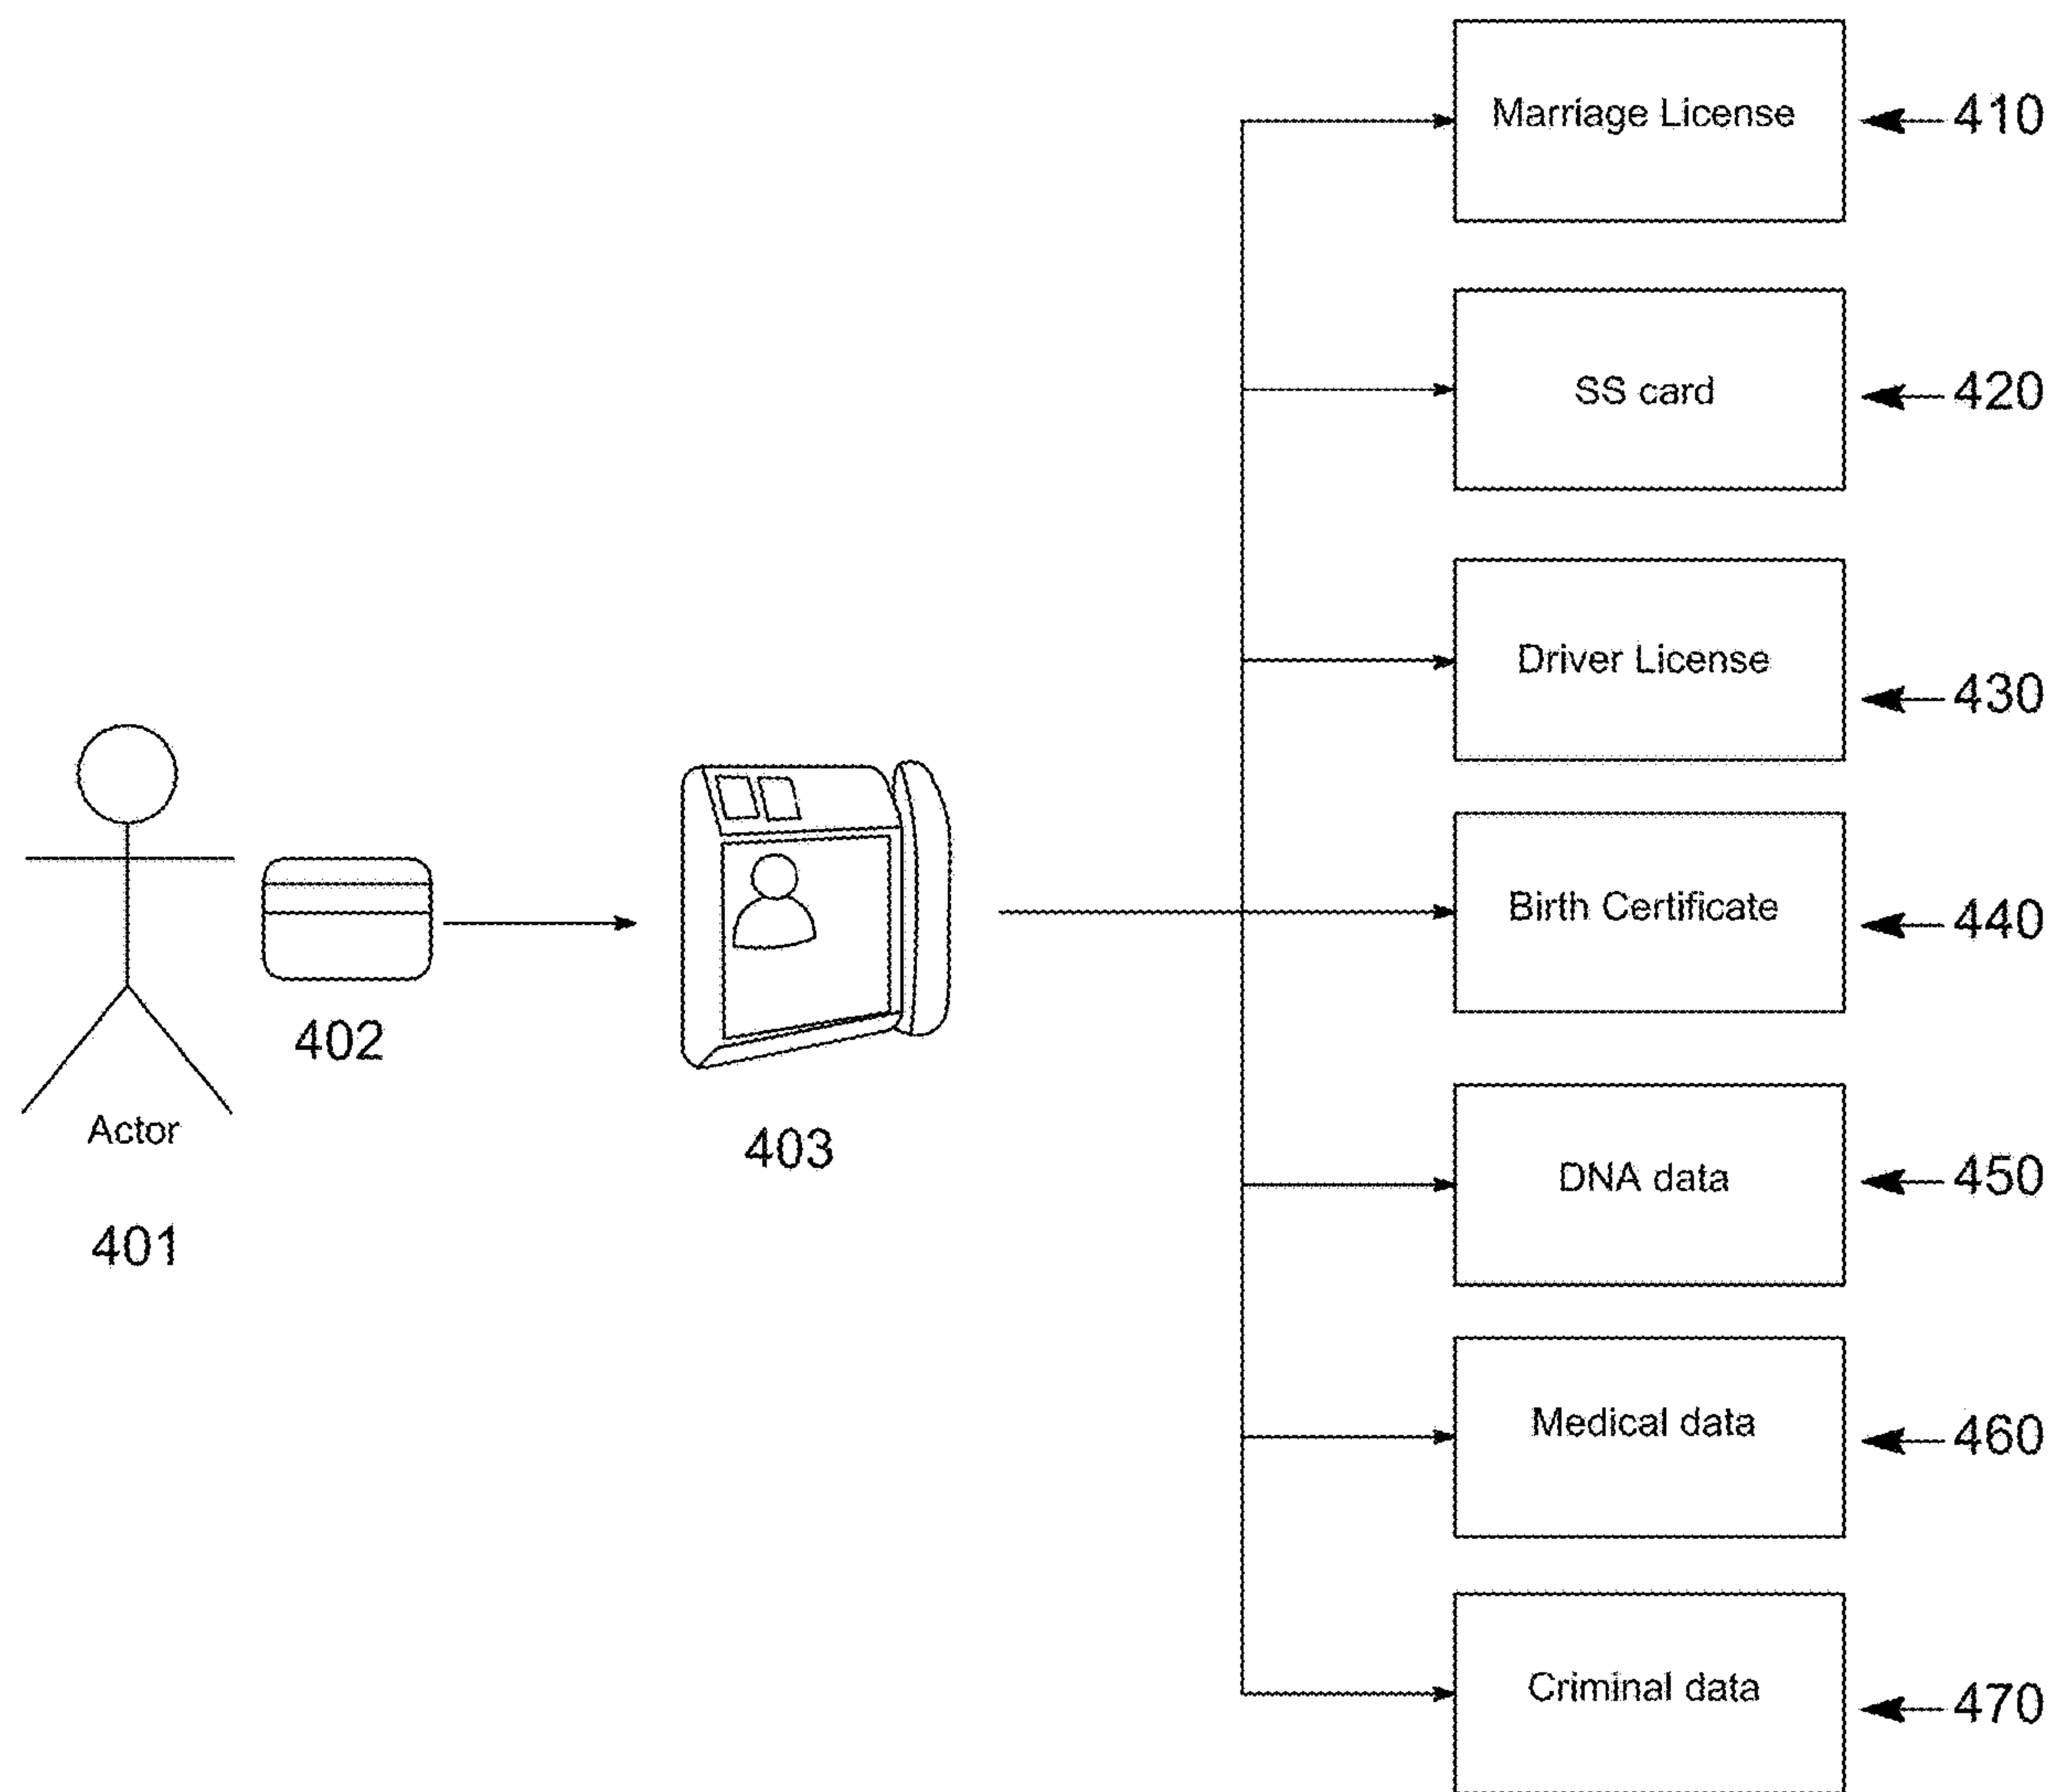 Marriage License
410
SS card
420
Driver License
430
Birth Certificate
440
DNA data
450
Medical data
460
Criminal data
470
402
403
Actor
401